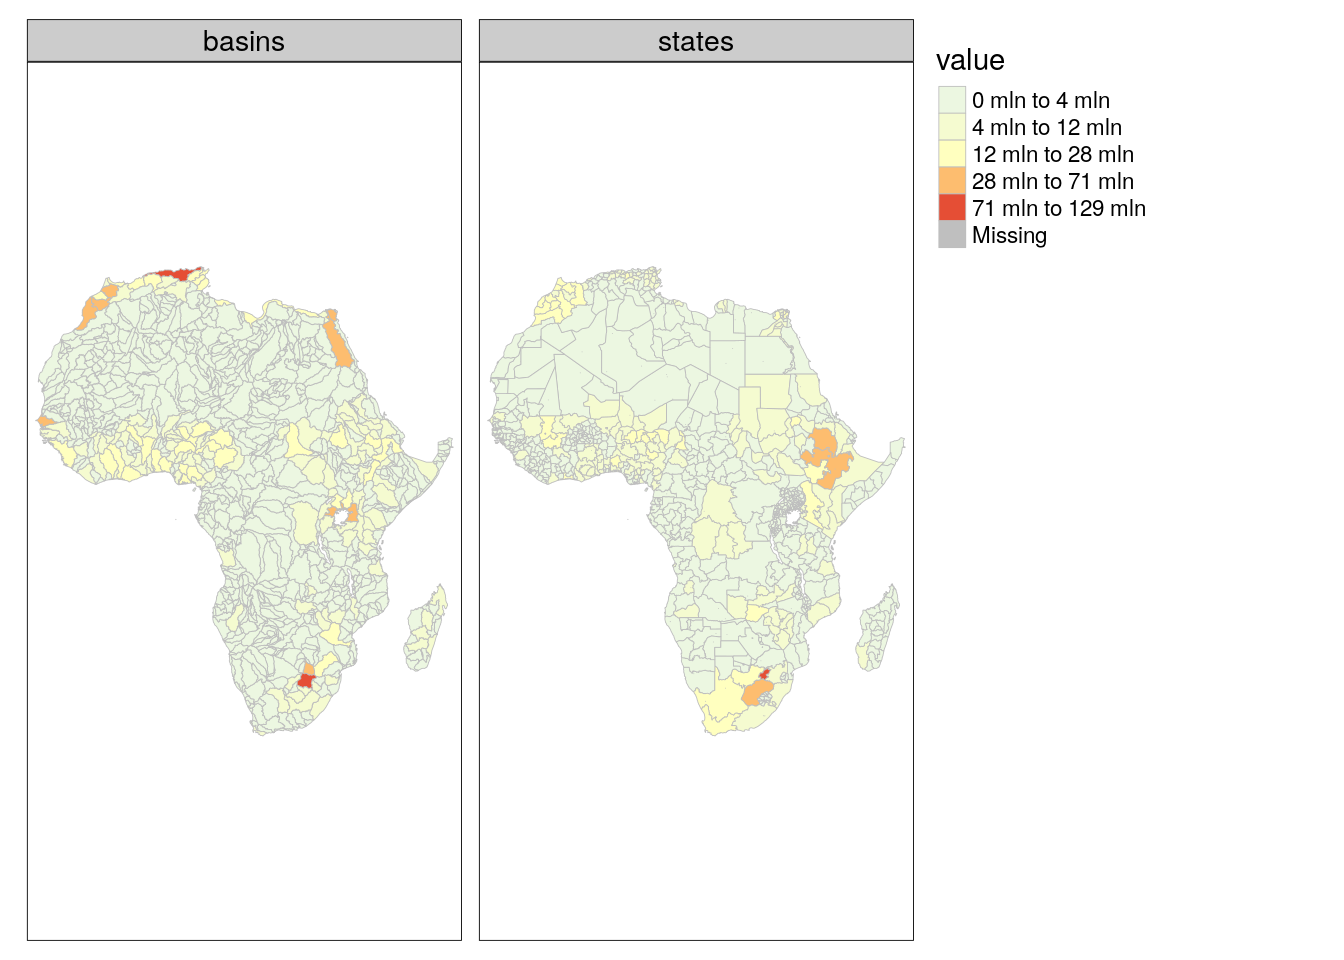 basins
states
value
0 mln to 4 mln
4 mln to 12 mln
12 mln to 28 mln
28 mln to 71 mln
71 mln to 129 mln
Missing